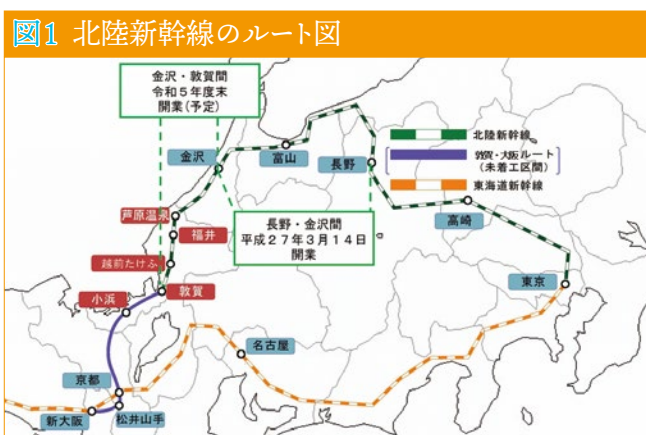 図1 北陸新幹線のルート図
金沢・敦賀間
令和5年度末
開業(予定)
北陸新幹線
敦賀・大阪ルート
(未着工区間)
東海道新幹線
金沢
富山
長野
芦原温泉
長野・金沢間
平成27年3月14日
開業
高崎
福井
越前たけふ
東京
小浜
敦賀
名古屋
京都
新大阪
松井山手